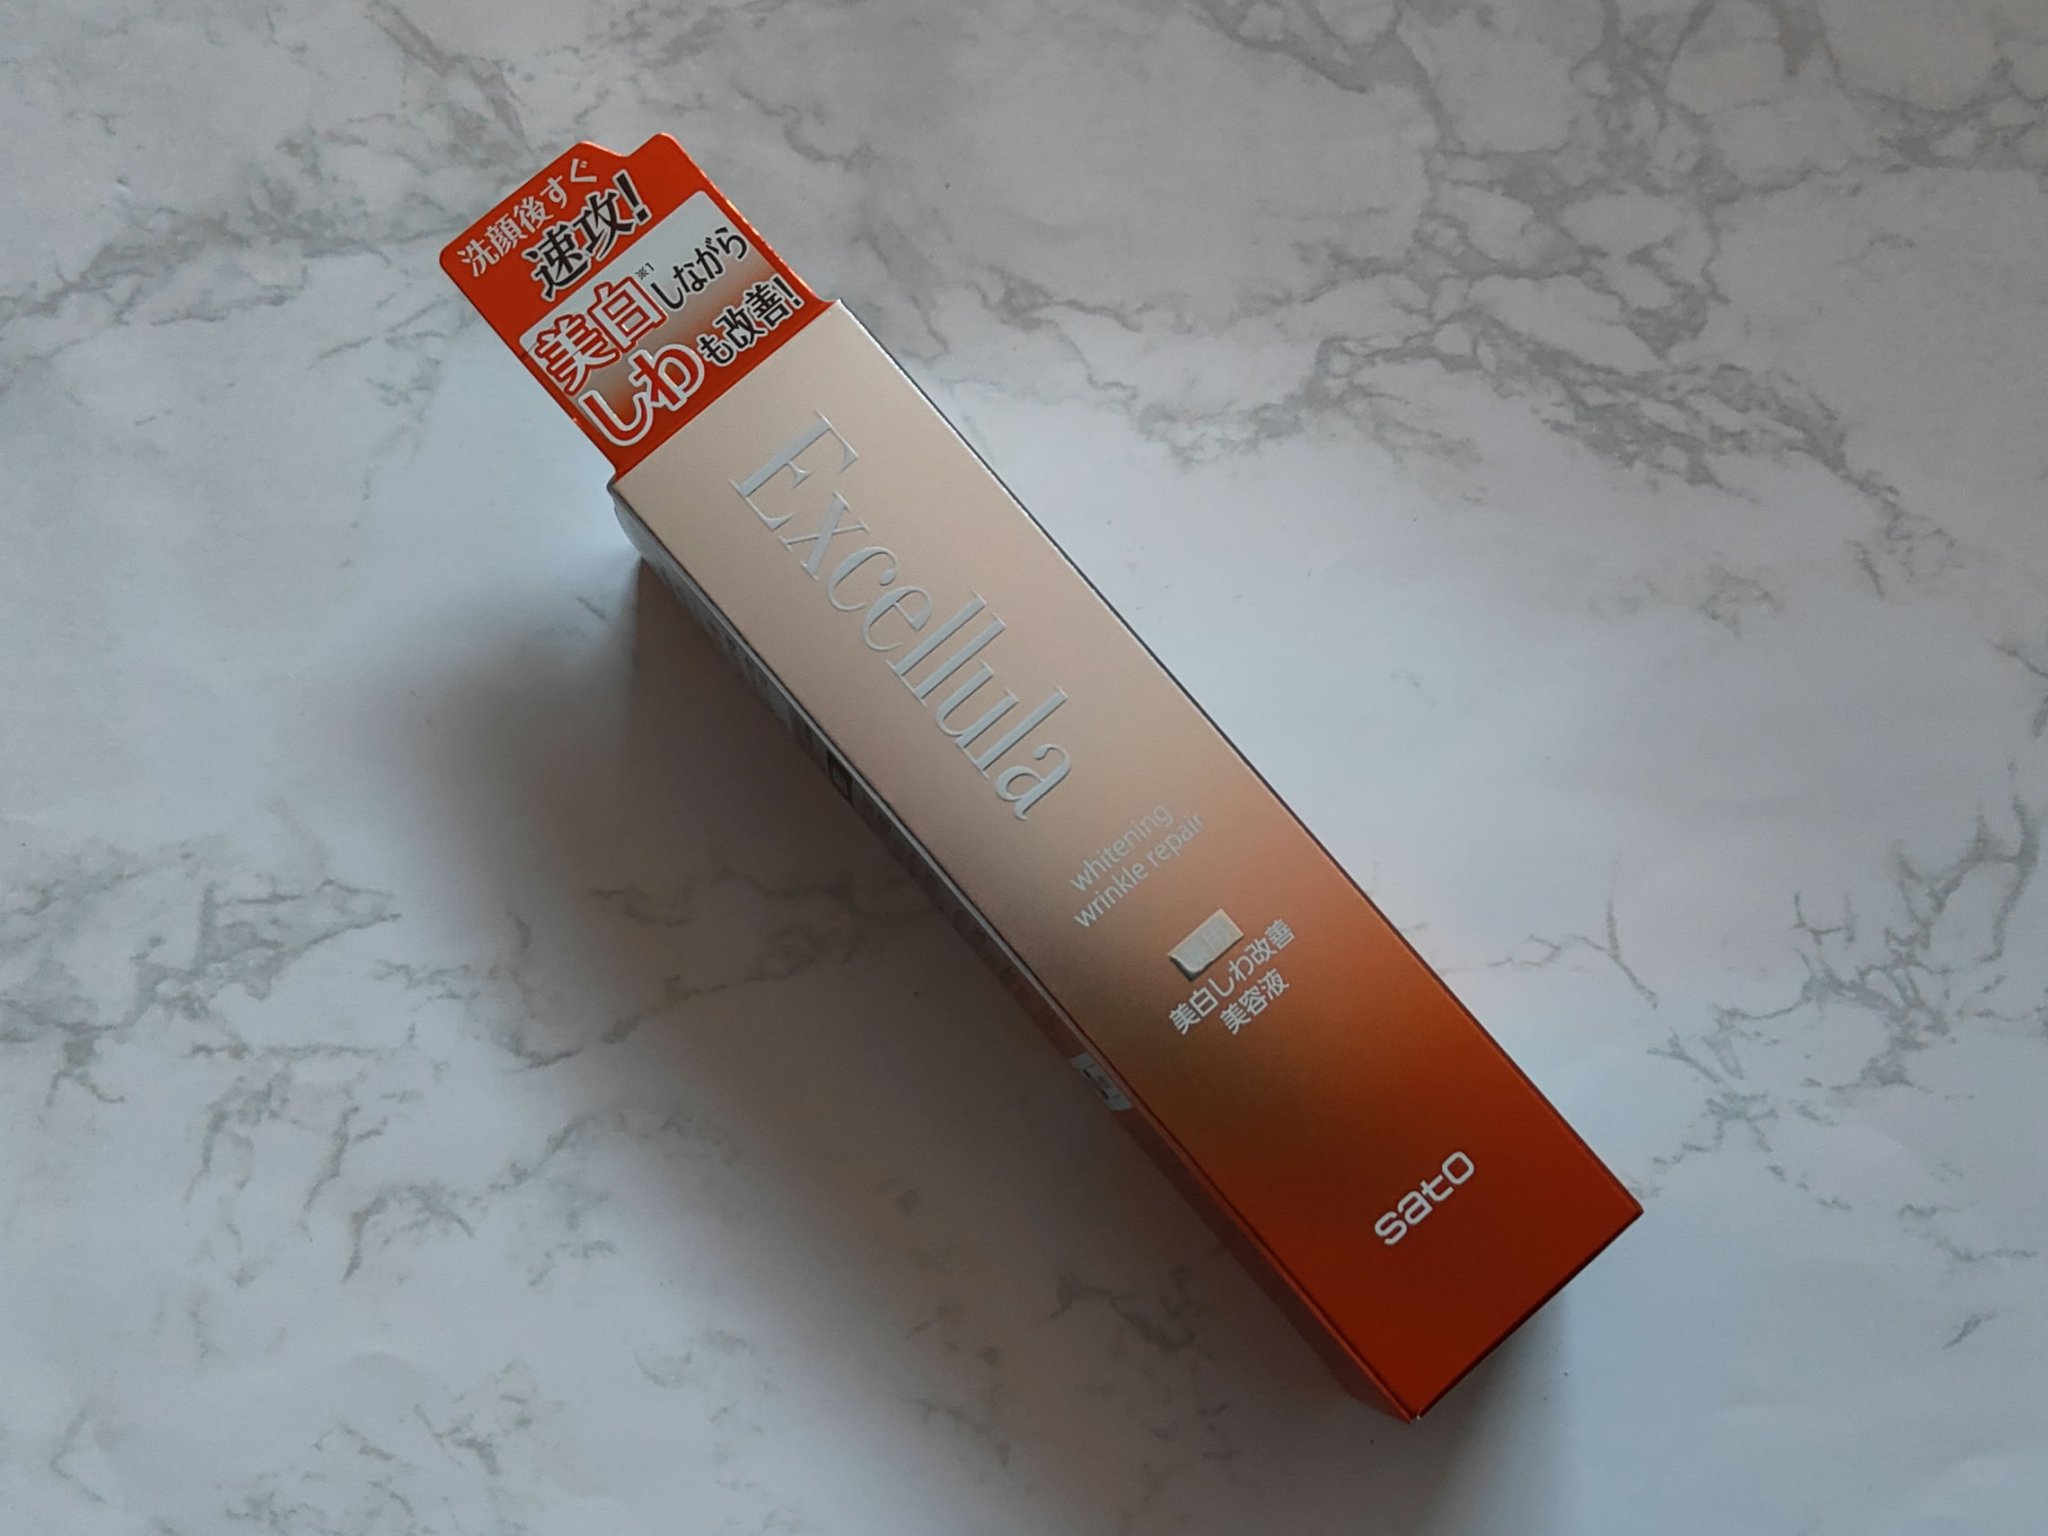 洗顔後すぐ
速攻!
美白※1しながら
しわも改善!
Excellula
whitening
wrinkle repair
美白しわ改善
美容液
sato